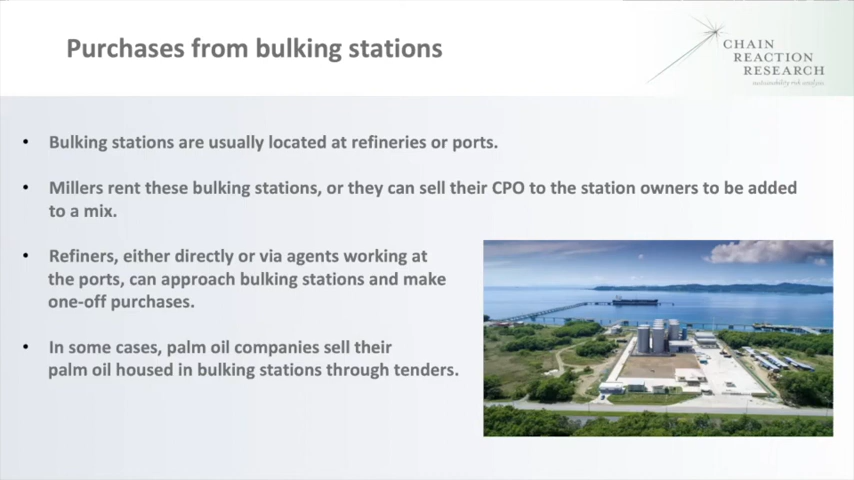 Purchases from bulking stations
CHAIN
REACTION
RESEARCH
sustainability risk analysis
• Bulking stations are usually located at refineries or ports.
• Millers rent these bulking stations, or they can sell their CPO to the station owners to be added
to a mix.
• Refiners, either directly or via agents working at
the ports, can approach bulking stations and make
one-off purchases.
• In some cases, palm oil companies sell their
palm oil housed in bulking stations through tenders.